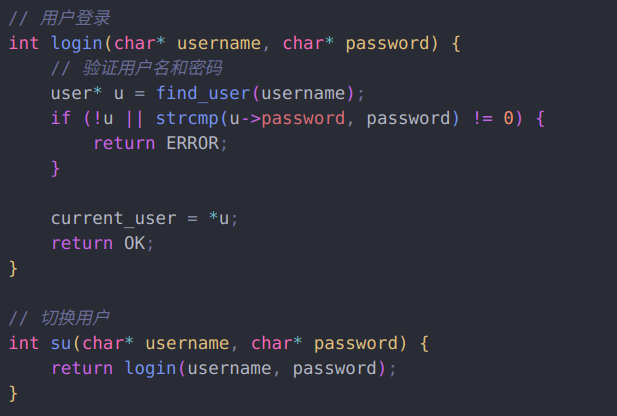 // 用户登录
int login(char* username, char* password) {
    // 验证用户名和密码
    user* u = find_user(username);
    if (!u || strcmp(u->password, password) != 0) {
        return ERROR;
    }

    current_user = *u;
    return OK;
}

// 切换用户
int su(char* username, char* password) {
    return login(username, password);
}